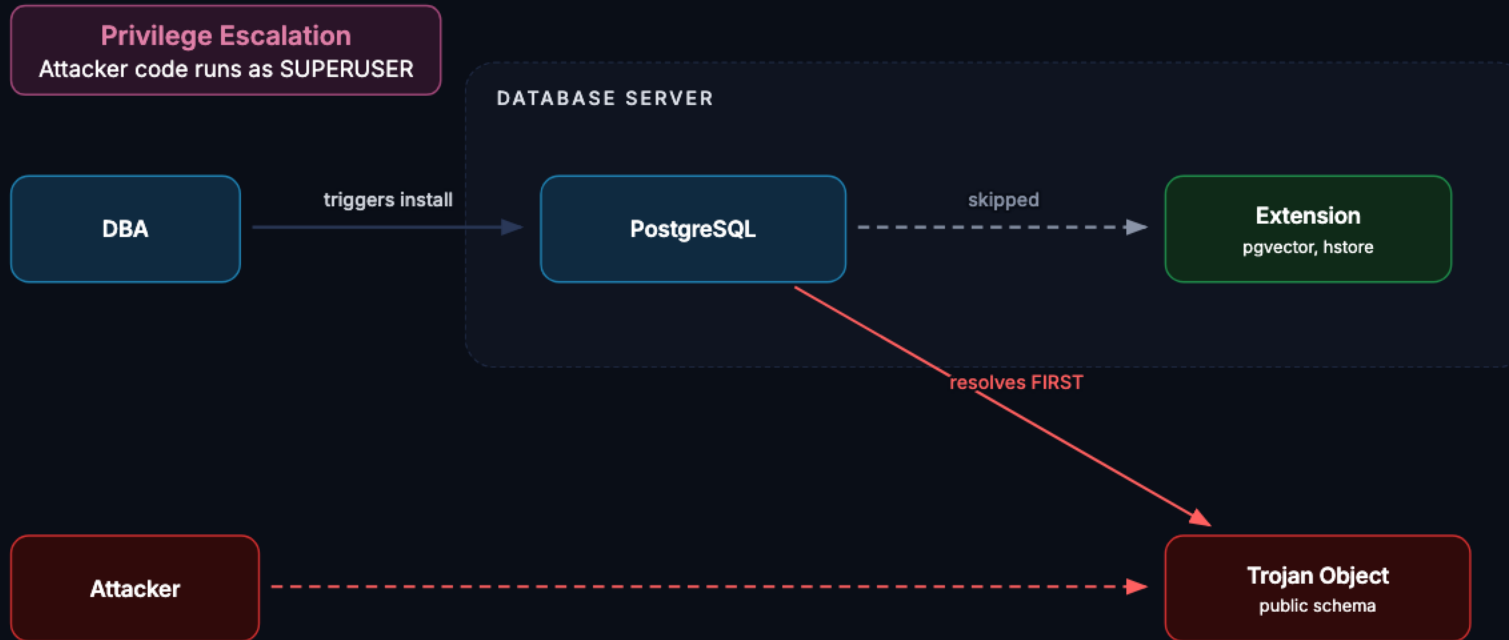 Privilege Escalation
Attacker code runs as SUPERUSER
DATABASE SERVER
DBA
triggers install
PostgreSQL
skipped
Extension
pgvector, hstore
resolves FIRST
Attacker
Trojan Object
public schema